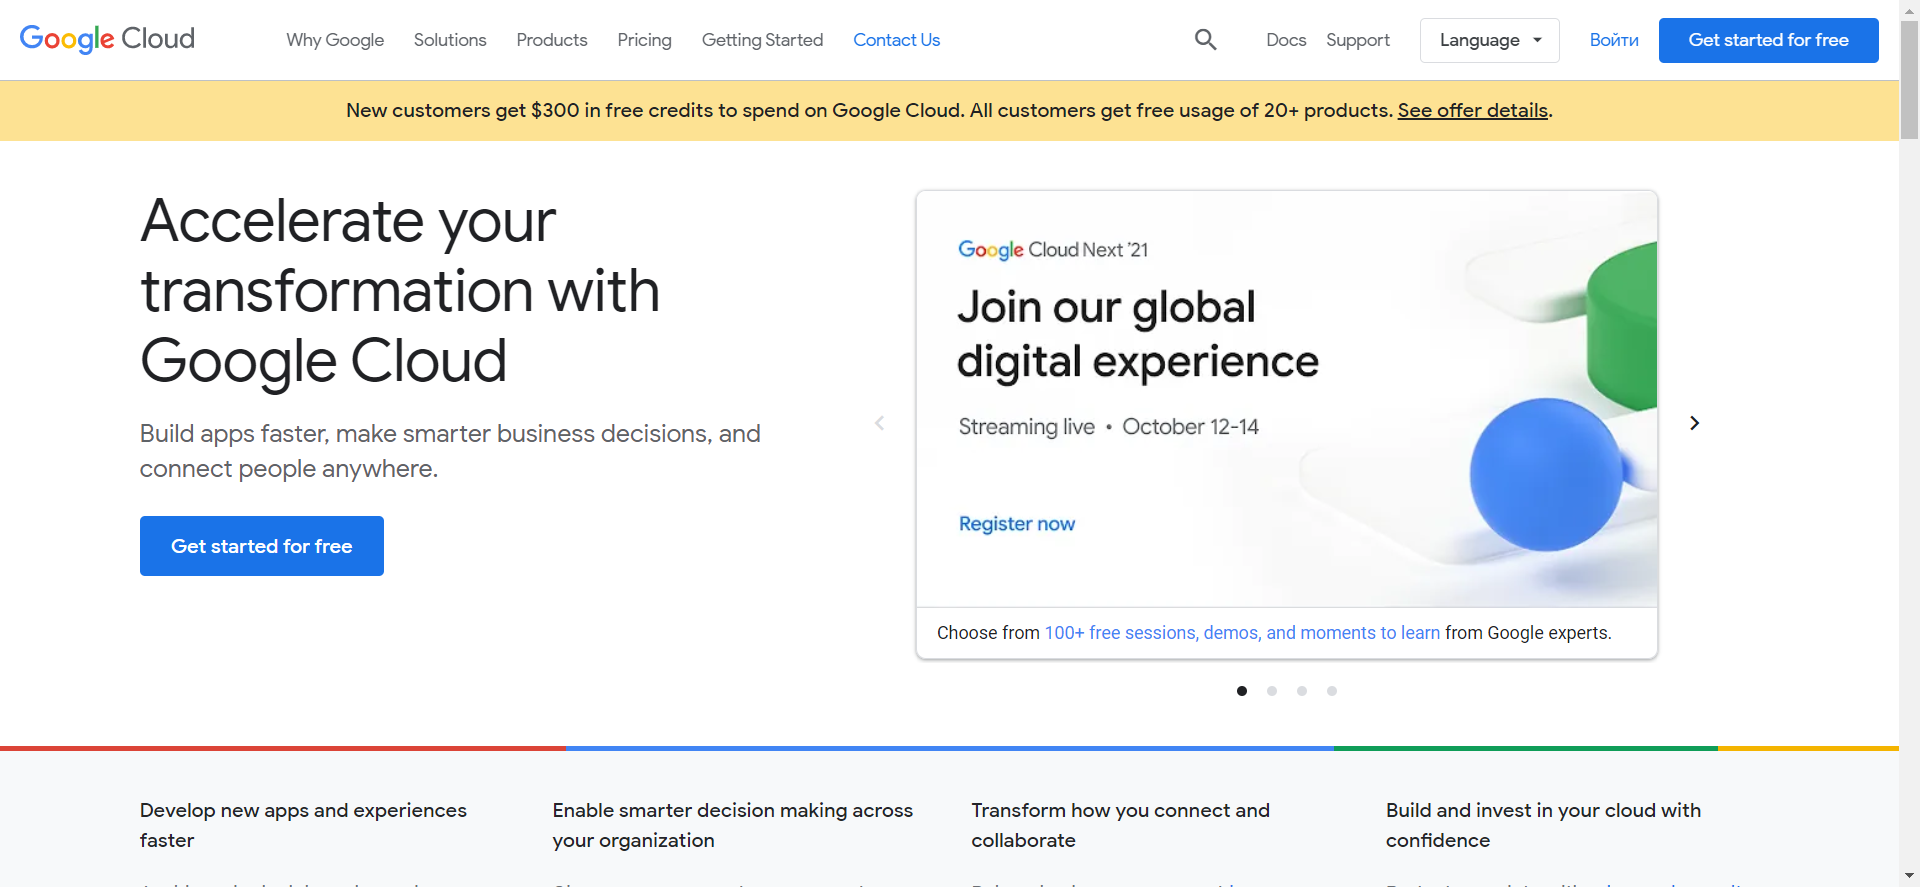 Google Cloud
Why Google
Solutions
Products
Pricing
Getting Started
Contact Us
Docs
Support
Language
Войти
Get started for free
New customers get $300 in free credits to spend on Google Cloud. All customers get free usage of 20+ products. See offer details.
Accelerate your
transformation with
Google Cloud
Build apps faster, make smarter business decisions, and
connect people anywhere.
Get started for free
Google Cloud Next '21
Join our global
digital experience
Streaming live • October 12-14
Register now
Choose from 100+ free sessions, demos, and moments to learn from Google experts.
Develop new apps and experiences
faster
Enable smarter decision making across
your organization
Transform how you connect and
collaborate
Build and invest in your cloud with
confidence